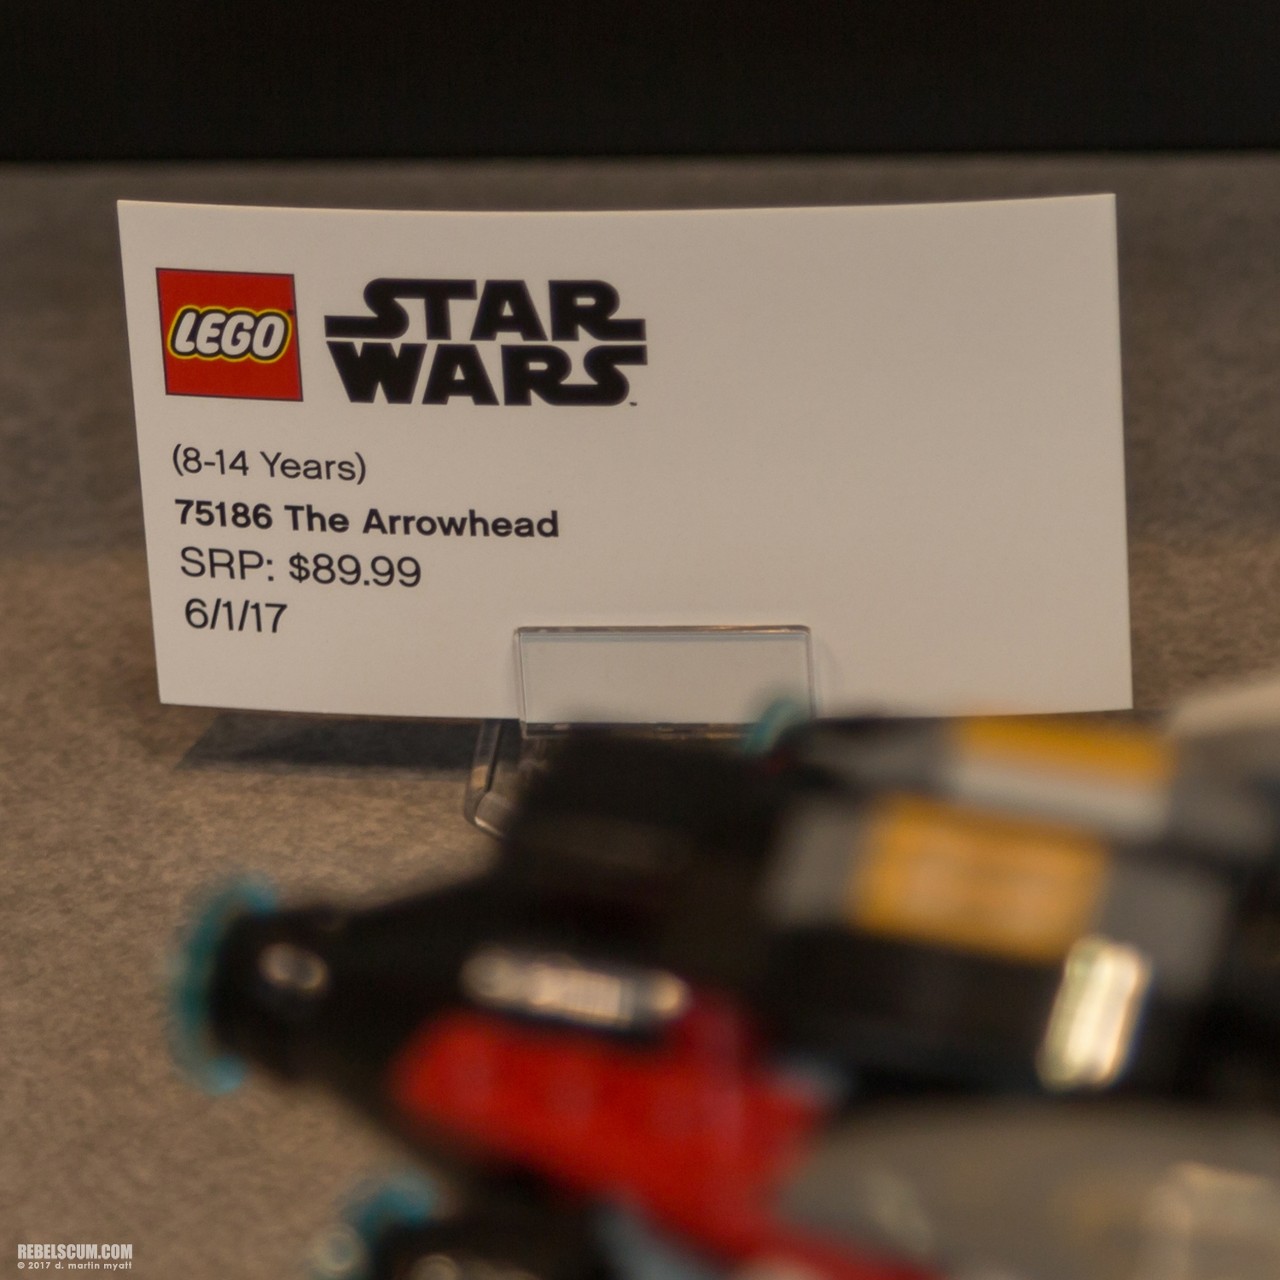 LEGO
STAR
WARS™
(8-14 Years)
75186 The Arrowhead
SRP: $89.99
6/1/17
REBELSCUM.COM
© 2017 d. martin myatt